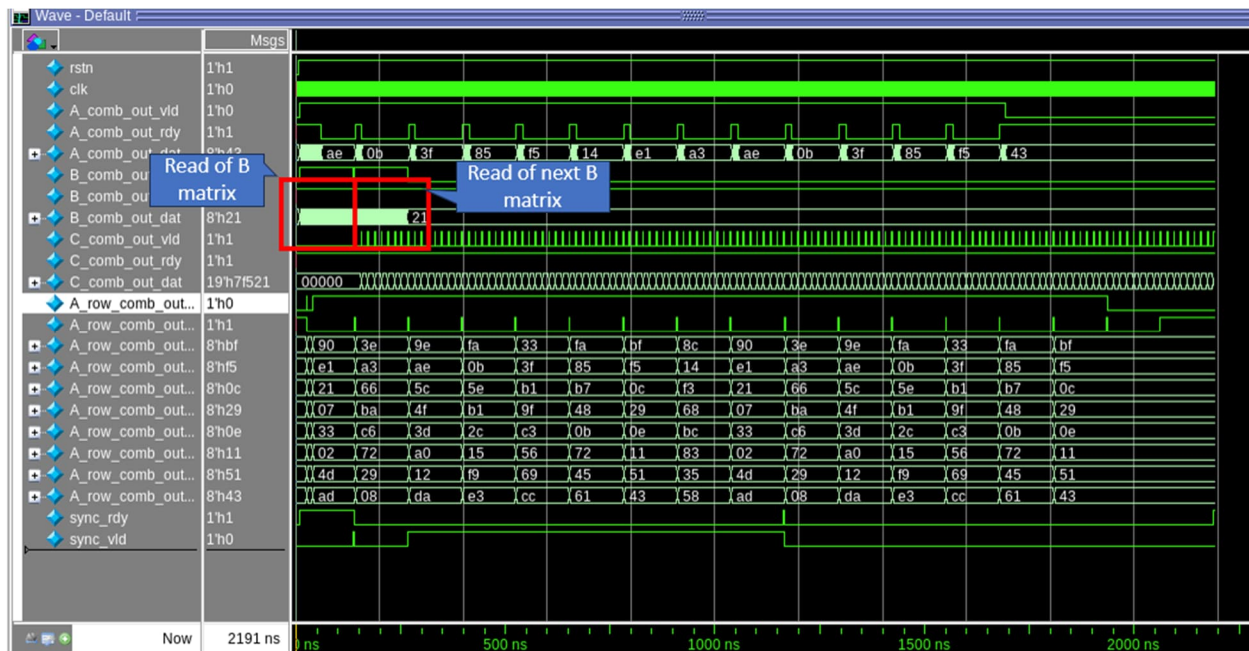 Wave - Default
Msgs
rstn 1'h1
clk 1'h0
A_comb_out_vld 1'h0
A_comb_out_rdy 1'h1
A_comb_out_dat 8'h43 ae 0b 3f 85 f5 14 e1 a3 ae 0b 3f 85 f5 43
Read of B
matrix
Read of next B
matrix
B_comb_ou
B_comb_ou
B_comb_out_dat 8'h21 21
C_comb_out_vld 1'h1
C_comb_out_rdy 1'h1
C_comb_out_dat 19'h7f521 00000
A_row_comb_out... 1'h0
A_row_comb_out... 1'h1
A_row_comb_out... 8'hbf 90 3e 9e fa 33 fa bf 8c 90 3e 9e fa 33 fa bf
A_row_comb_out... 8'hf5 e1 a3 ae 0b 3f 85 f5 14 e1 a3 ae 0b 3f 85 f5
A_row_comb_out... 8'h0c 21 66 5c 5e b1 b7 0c f3 21 66 5c 5e b1 b7 0c
A_row_comb_out... 8'h29 07 ba 4f b1 9f 48 29 68 07 ba 4f b1 9f 48 29
A_row_comb_out... 8'h0e 33 c6 3d 2c c3 0b 0e bc 33 c6 3d 2c c3 0b 0e
A_row_comb_out... 8'h11 02 72 a0 15 56 72 11 83 02 72 a0 15 56 72 11
A_row_comb_out... 8'h51 4d 29 12 f9 69 45 51 35 4d 29 12 f9 69 45 51
A_row_comb_out... 8'h43 ad 08 da e3 cc 61 43 58 ad 08 da e3 cc 61 43
sync_rdy 1'h1
sync_vld 1'h0
Now 2191 ns ns 500 ns 1000 ns 1500 ns 2000 ns